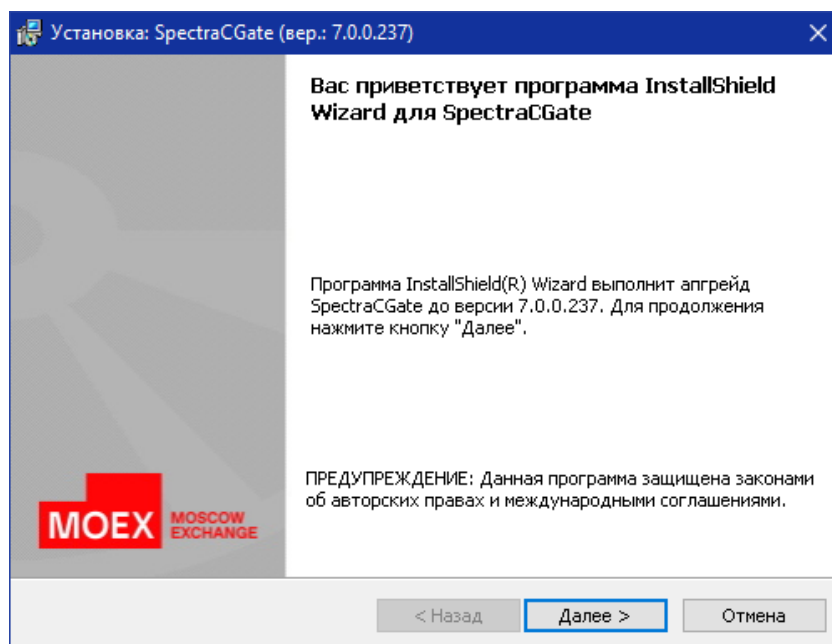 Установка: SpectraCGate (вер.: 7.0.0.237)
Вас приветствует программа InstallShield
Wizard для SpectraCGate
Программа InstallShield(R) Wizard выполнит апгрейд
SpectraCGate до версии 7.0.0.237. Для продолжения
нажмите кнопку "Далее".
ПРЕДУПРЕЖДЕНИЕ: Данная программа защищена законами
об авторских правах и международными соглашениями.
MOEX MOSCOW
EXCHANGE
< Назад Далее > Отмена